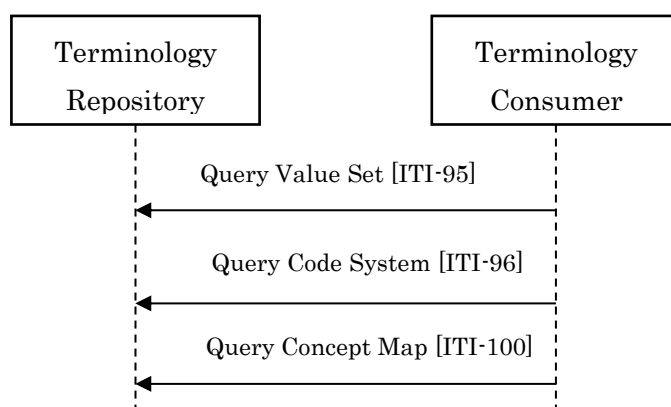 Terminology
Repository
Terminology
Consumer
Query Value Set [ITI-95]
Query Code System [ITI-96]
Query Concept Map [ITI-100]